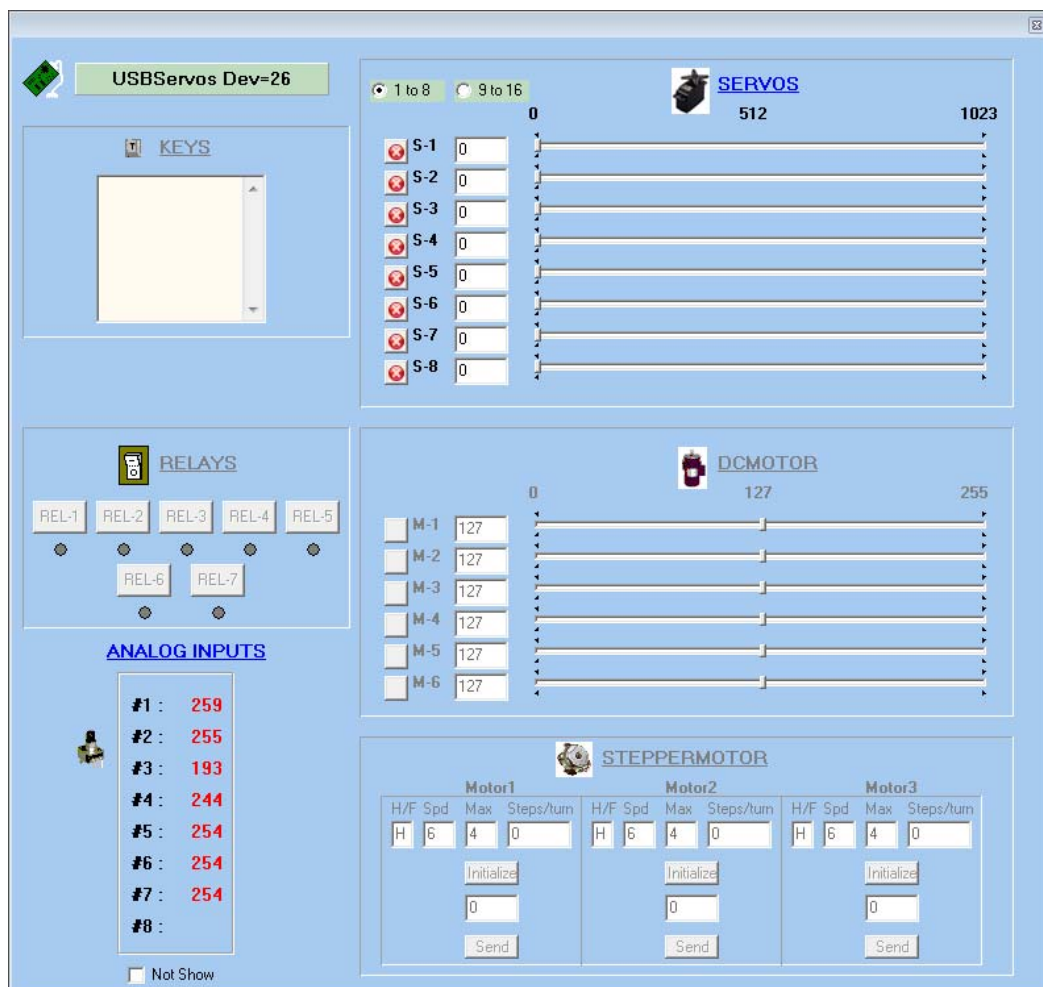 USBServos Dev=26
KEYS
1 to 8 9 to 16
SERVOS
0 512 1023
S-1 0
S-2 0
S-3 0
S-4 0
S-5 0
S-6 0
S-7 0
S-8 0
RELAYS
REL-1 REL-2 REL-3 REL-4 REL-5
REL-6 REL-7
DCMOTOR
0 127 255
M-1 127
M-2 127
M-3 127
M-4 127
M-5 127
M-6 127
ANALOG INPUTS
#1 : 259
#2 : 255
#3 : 193
#4 : 244
#5 : 254
#6 : 254
#7 : 254
#8 :
Not Show
STEPPERMOTOR
Motor1 Motor2 Motor3
H/F Spd Max Steps/turn H/F Spd Max Steps/turn H/F Spd Max Steps/turn
H 6 4 0 H 6 4 0 H 6 4 0
Initialize Initialize Initialize
0 0 0
Send Send Send